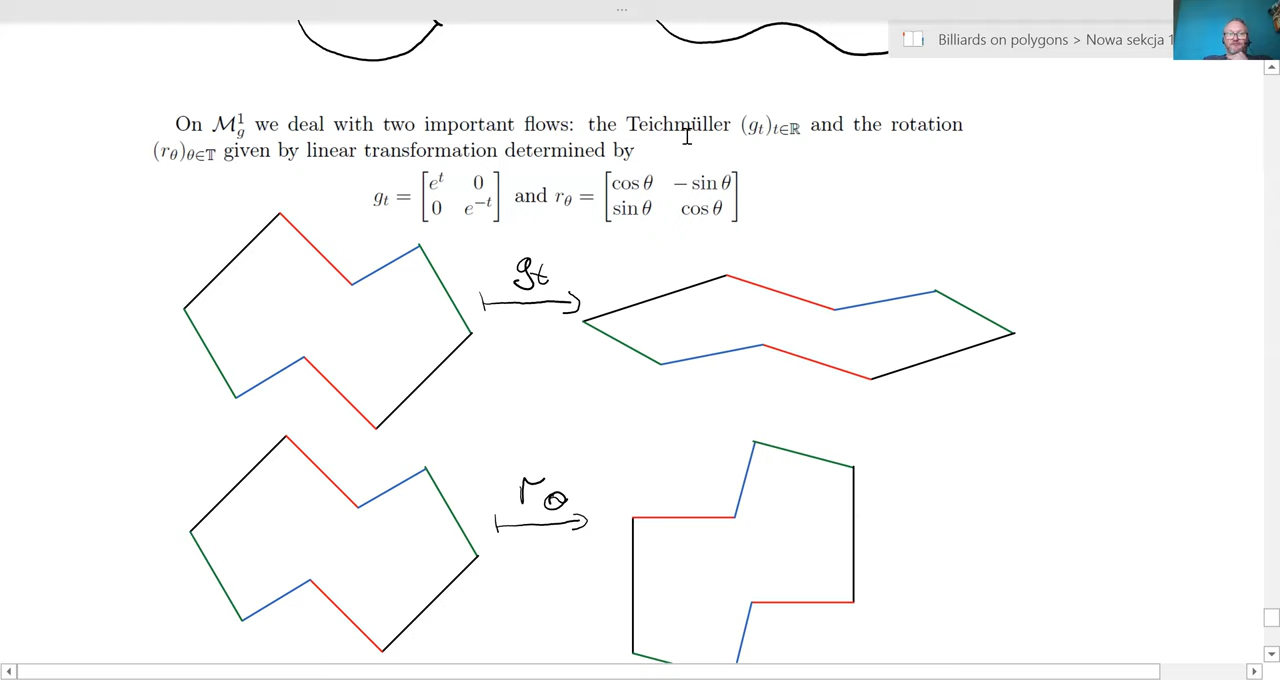 Billiards on polygons > Nowa sekcja 1
On $\mathcal{M}_g^1$ we deal with two important flows: the Teichmüller $(g_t)_{t\in\mathbb{R}}$ and the rotation
$(r_\theta)_{\theta\in\mathbb{T}}$ given by linear transformation determined by
$g_t = \begin{bmatrix} e^t & 0 \\ 0 & e^{-t} \end{bmatrix}$ and $r_\theta = \begin{bmatrix} \cos\theta & -\sin\theta \\ \sin\theta & \cos\theta \end{bmatrix}$
$g_t$
$r_\theta$